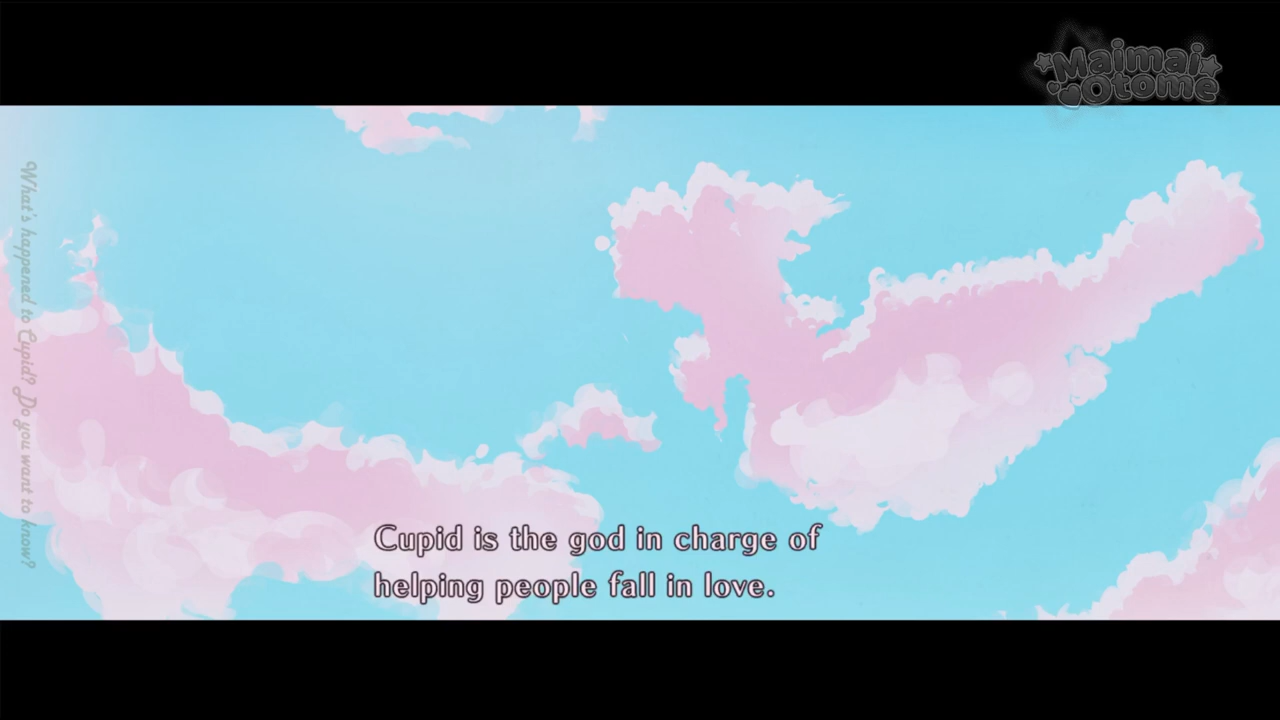 Maimai
Otome
What's happened to Cupid? Do you want to know?
Cupid is the god in charge of
helping people fall in love.